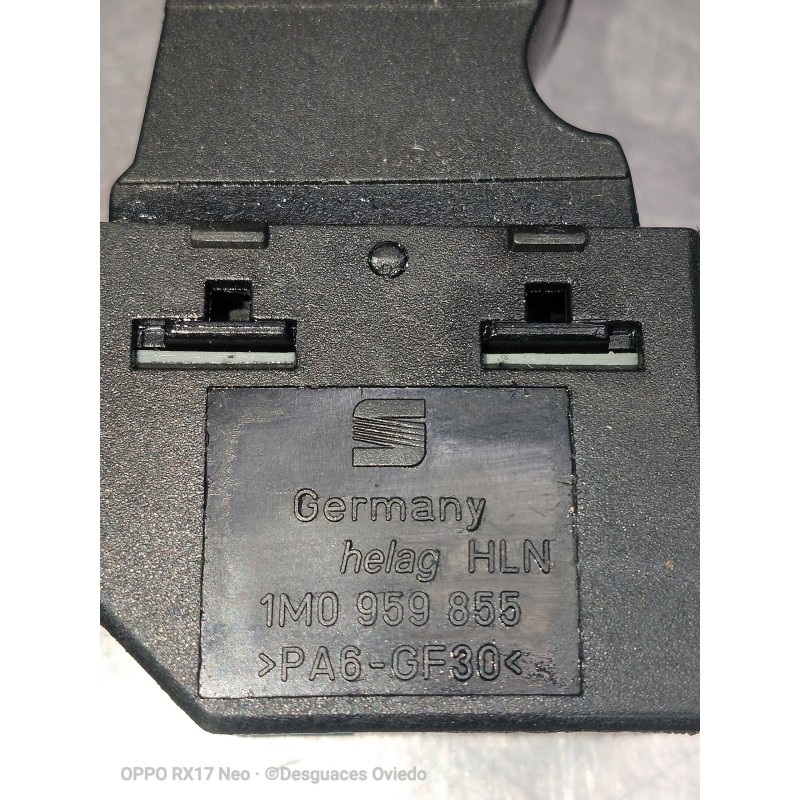 Germany
helag HLN
1M0 959 855
>PA6-GF30<
OPPO RX17 Neo · ©Desguaces Oviedo